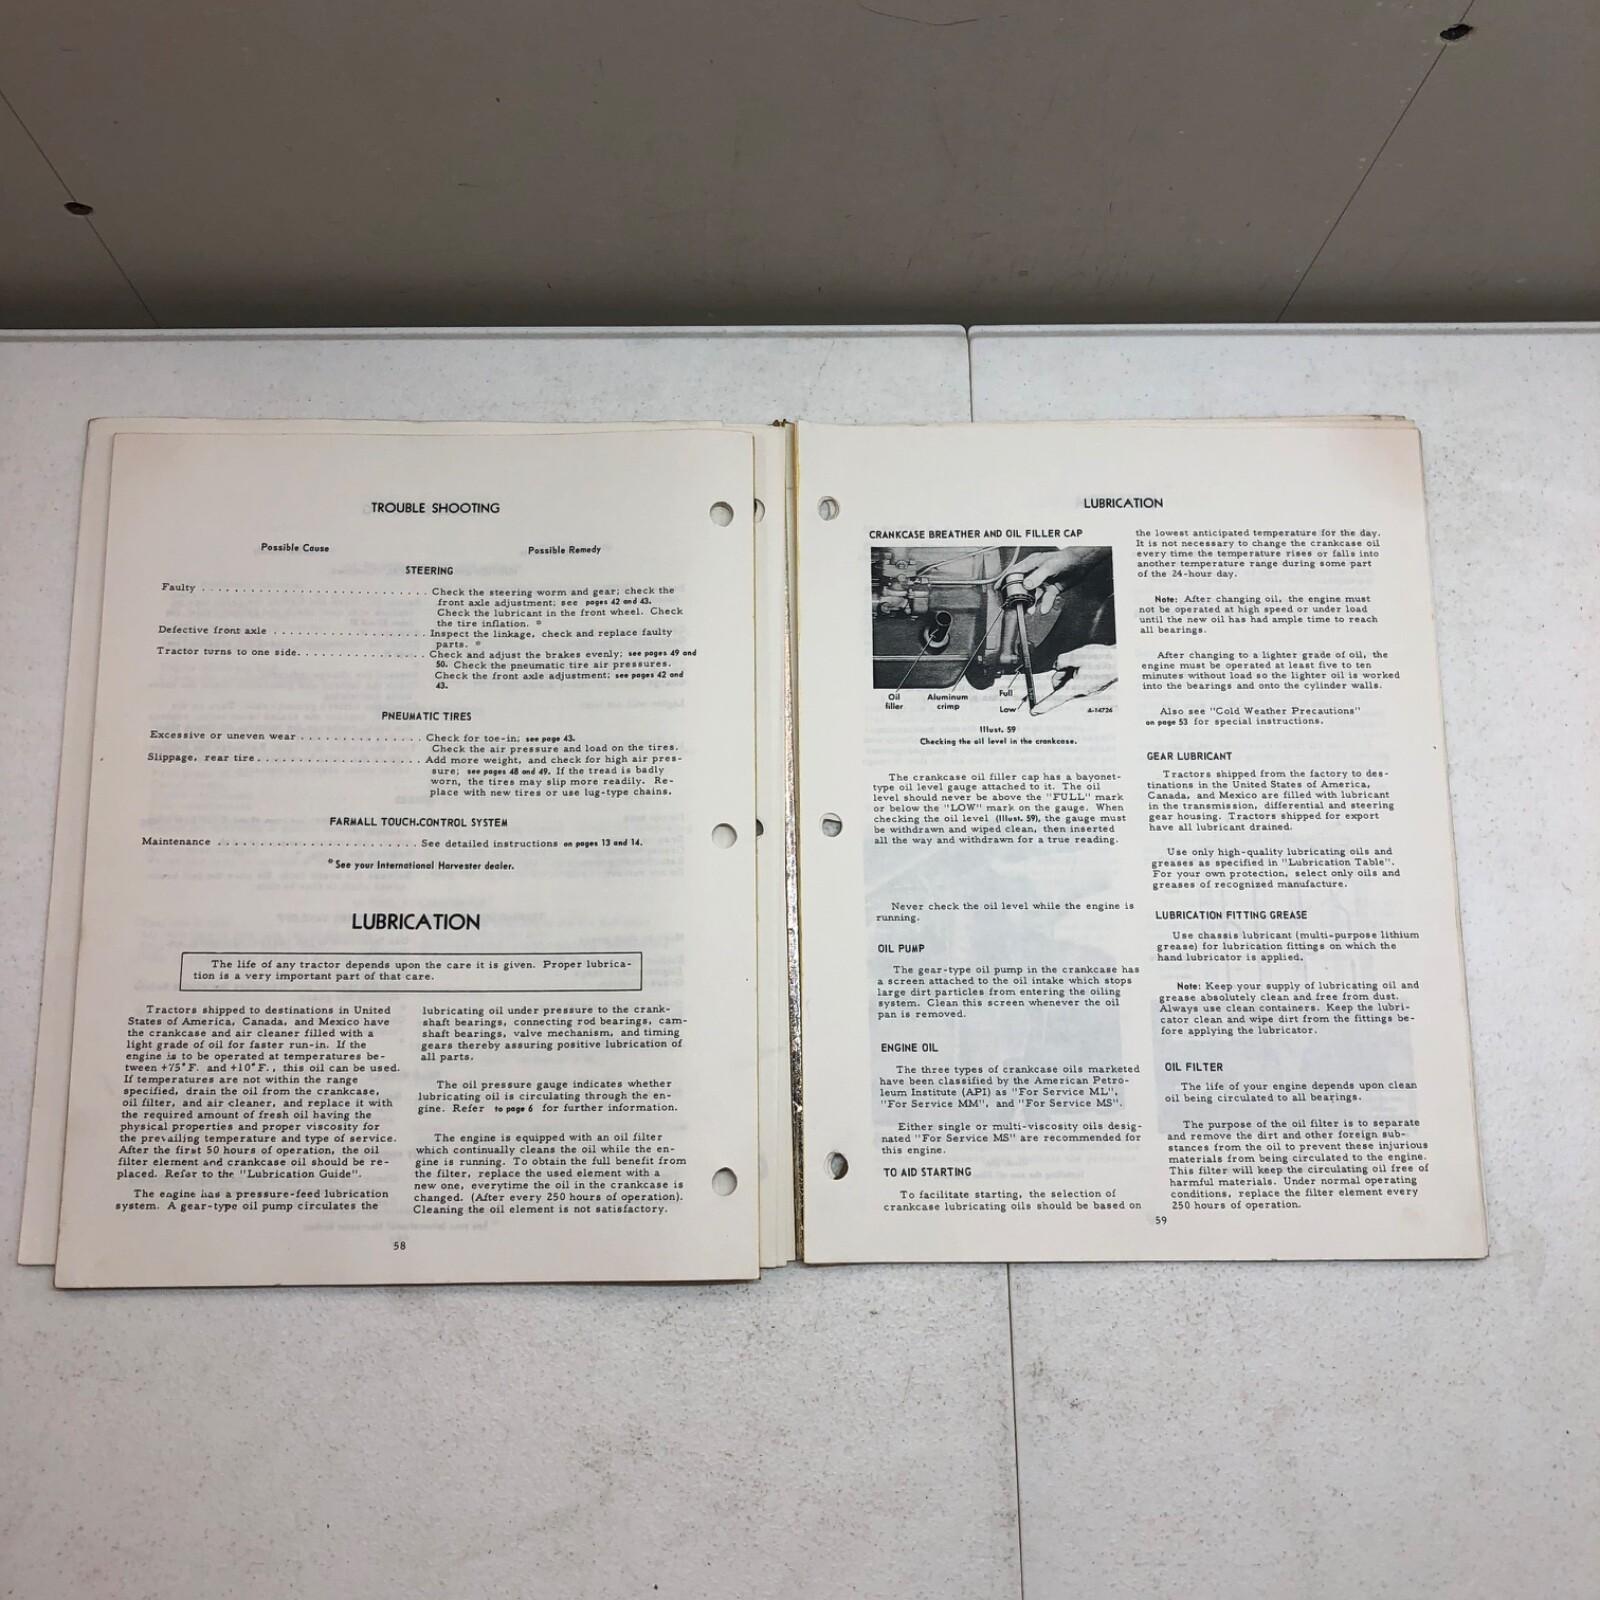 TROUBLE SHOOTING
Possible Cause Possible Remedy
STEERING
Faulty . . . . . . . . . . . . . . . . . . . . . . . . . . . . Check the steering worm and gear; check the
front axle adjustment; see pages 42 and 43.
Check the lubricant in the front wheel. Check
the tire inflation. *
Defective front axle . . . . . . . . . . . . . . . . . . . Inspect the linkage, check and replace faulty
parts. *
Tractor turns to one side. . . . . . . . . . . . . . . . Check and adjust the brakes evenly; see pages 49 and
50. Check the pneumatic tire air pressures.
Check the front axle adjustment; see pages 42 and
43.
PNEUMATIC TIRES
Excessive or uneven wear . . . . . . . . . . . . . . . Check for toe-in; see page 43.
Check the air pressure and load on the tires.
Slippage, rear tire . . . . . . . . . . . . . . . . . . . . Add more weight, and check for high air pres-
sure; see pages 48 and 49. If the tread is badly
worn, the tires may slip more readily. Re-
place with new tires or use lug-type chains.
FARMALL TOUCH-CONTROL SYSTEM
Maintenance . . . . . . . . . . . . . . . . . . . . . . . . See detailed instructions on pages 13 and 14.
*See your International Harvester dealer.
LUBRICATION
The life of any tractor depends upon the care it is given. Proper lubrica-
tion is a very important part of that care.
Tractors shipped to destinations in United
States of America, Canada, and Mexico have
the crankcase and air cleaner filled with a
light grade of oil for faster run-in. If the
engine is to be operated at temperatures be-
tween +75°F. and +10°F., this oil can be used.
If temperatures are not within the range
specified, drain the oil from the crankcase,
oil filter, and air cleaner, and replace it with
the required amount of fresh oil having the
physical properties and proper viscosity for
the prevailing temperature and type of service.
After the first 50 hours of operation, the oil
filter element and crankcase oil should be re-
placed. Refer to the "Lubrication Guide".
The engine has a pressure-feed lubrication
system. A gear-type oil pump circulates the
lubricating oil under pressure to the crank-
shaft bearings, connecting rod bearings, cam-
shaft bearings, valve mechanism, and timing
gears thereby assuring positive lubrication of
all parts.
The oil pressure gauge indicates whether
lubricating oil is circulating through the en-
gine. Refer to page 6 for further information.
The engine is equipped with an oil filter
which continually cleans the oil while the en-
gine is running. To obtain the full benefit from
the filter, replace the used element with a
new one, everytime the oil in the crankcase is
changed. (After every 250 hours of operation).
Cleaning the oil element is not satisfactory.
58
LUBRICATION
CRANKCASE BREATHER AND OIL FILLER CAP
Oil
filler
Aluminum
crimp
Full
Low
A-14726
Illust. 59
Checking the oil level in the crankcase.
The crankcase oil filler cap has a bayonet-
type oil level gauge attached to it. The oil
level should never be above the "FULL" mark
or below the "LOW" mark on the gauge. When
checking the oil level (Illust. 59), the gauge must
be withdrawn and wiped clean, then inserted
all the way and withdrawn for a true reading.
Never check the oil level while the engine is
running.
OIL PUMP
The gear-type oil pump in the crankcase has
a screen attached to the oil intake which stops
large dirt particles from entering the oiling
system. Clean this screen whenever the oil
pan is removed.
ENGINE OIL
The three types of crankcase oils marketed
have been classified by the American Petro-
leum Institute (API) as "For Service ML",
"For Service MM", and "For Service MS".
Either single or multi-viscosity oils desig-
nated "For Service MS" are recommended for
this engine.
TO AID STARTING
To facilitate starting, the selection of
crankcase lubricating oils should be based on
the lowest anticipated temperature for the day.
It is not necessary to change the crankcase oil
every time the temperature rises or falls into
another temperature range during some part
of the 24-hour day.
Note: After changing oil, the engine must
not be operated at high speed or under load
until the new oil has had ample time to reach
all bearings.
After changing to a lighter grade of oil, the
engine must be operated at least five to ten
minutes without load so the lighter oil is worked
into the bearings and onto the cylinder walls.
Also see "Cold Weather Precautions"
on page 53 for special instructions.
GEAR LUBRICANT
Tractors shipped from the factory to des-
tinations in the United States of America,
Canada, and Mexico are filled with lubricant
in the transmission, differential and steering
gear housing. Tractors shipped for export
have all lubricant drained.
Use only high-quality lubricating oils and
greases as specified in "Lubrication Table".
For your own protection, select only oils and
greases of recognized manufacture.
LUBRICATION FITTING GREASE
Use chassis lubricant (multi-purpose lithium
grease) for lubrication fittings on which the
hand lubricator is applied.
Note: Keep your supply of lubricating oil and
grease absolutely clean and free from dust.
Always use clean containers. Keep the lubri-
cator clean and wipe dirt from the fittings be-
fore applying the lubricator.
OIL FILTER
The life of your engine depends upon clean
oil being circulated to all bearings.
The purpose of the oil filter is to separate
and remove the dirt and other foreign sub-
stances from the oil to prevent these injurious
materials from being circulated to the engine.
This filter will keep the circulating oil free of
harmful materials. Under normal operating
conditions, replace the filter element every
250 hours of operation.
59